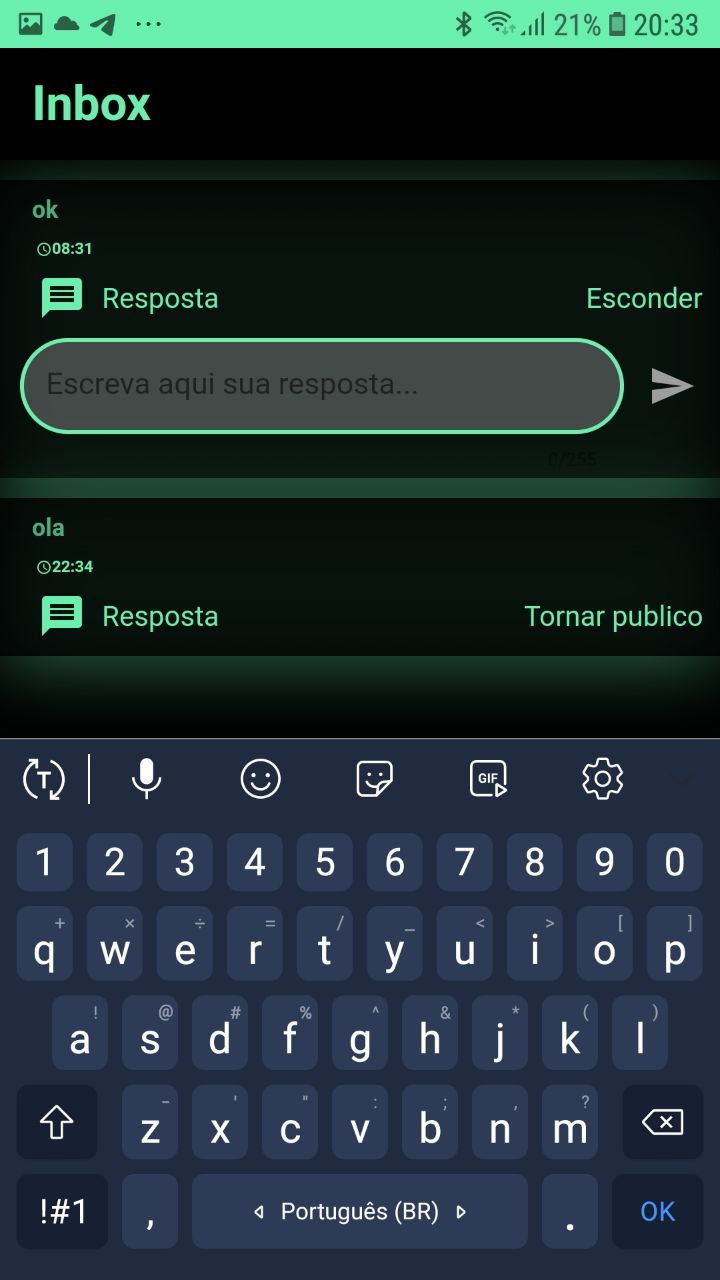 21% 20:33
Inbox
ok
08:31
Resposta Esconder
Escreva aqui sua resposta...
0/255
ola
22:34
Resposta Tornar publico
T GIF
1 2 3 4 5 6 7 8 9 0
+ × ÷ = / _ < > [ ]
q w e r t y u i o p
! @ # % ^ & * ( )
a s d f g h j k l
- ' " : ; , ?
z x c v b n m
!#1 , Português (BR) . OK